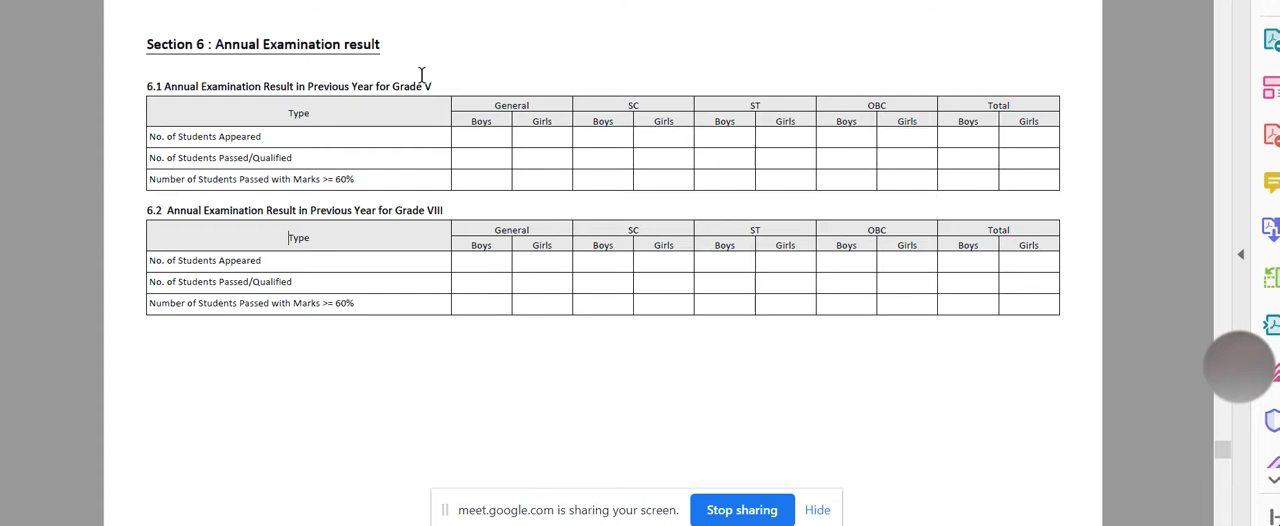 Section 6 : Annual Examination result
6.1 Annual Examination Result in Previous Year for Grade V
Type General SC ST OBC Total
Boys Girls Boys Girls Boys Girls Boys Girls Boys Girls
No. of Students Appeared
No. of Students Passed/Qualified
Number of Students Passed with Marks >= 60%
6.2 Annual Examination Result in Previous Year for Grade VIII
Type General SC ST OBC Total
Boys Girls Boys Girls Boys Girls Boys Girls Boys Girls
No. of Students Appeared
No. of Students Passed/Qualified
Number of Students Passed with Marks >= 60%
meet.google.com is sharing your screen. Stop sharing Hide